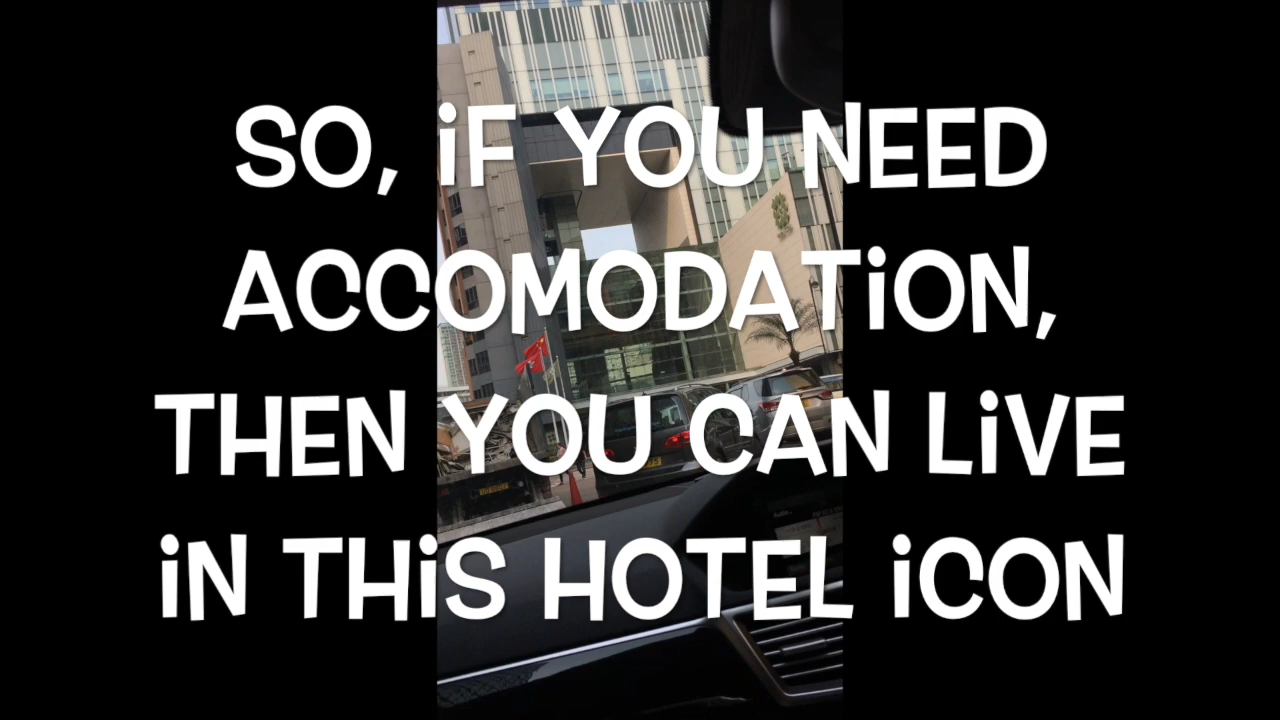 SO, iF YOU NEED
ACCOMODATiON,
THEN YOU CAN LiVE
iN THiS HOTEL iCON